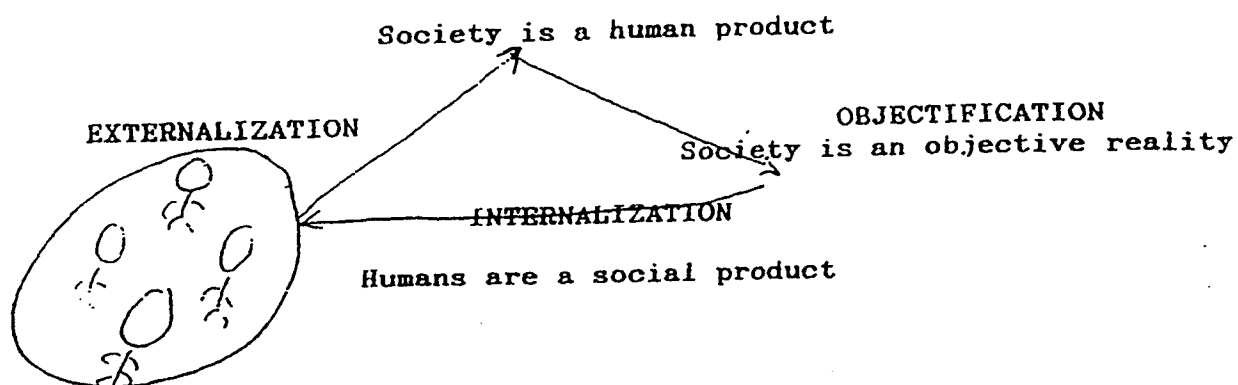 Society is a human product
EXTERNALIZATION
OBJECTIFICATION
Society is an objective reality
INTERNALIZATION
Humans are a social product